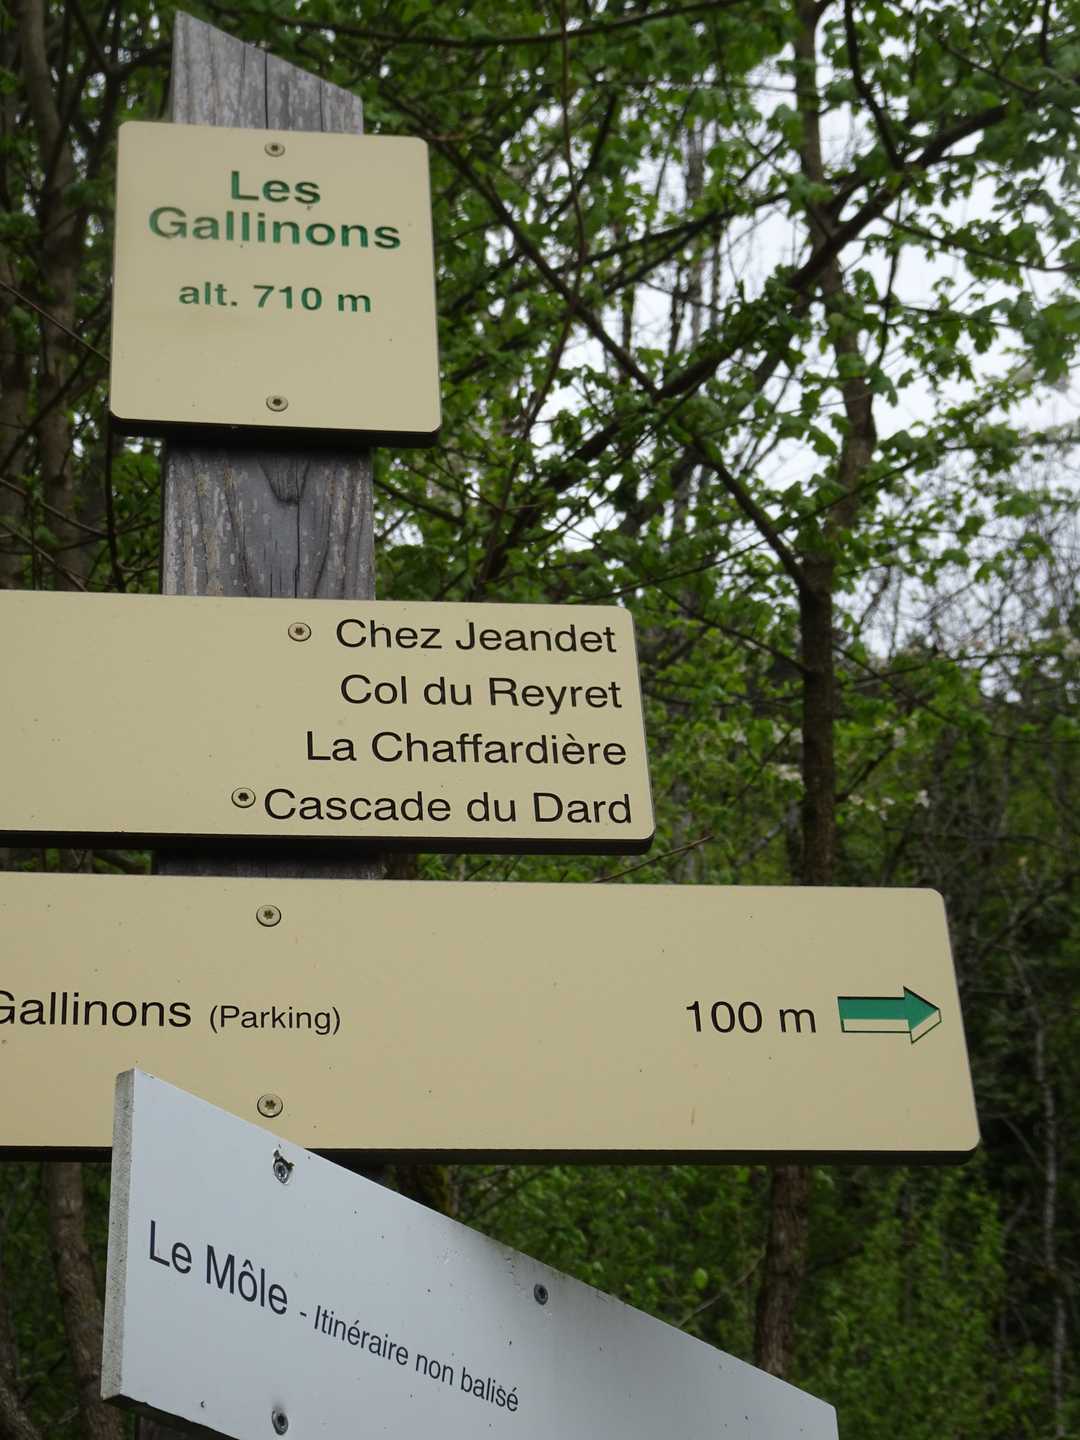 Les
Gallinons
alt. 710 m
Chez Jeandet
Col du Reyret
La Chaffardière
Cascade du Dard
Gallinons (Parking) 100 m
Le Môle - Itinéraire non balisé